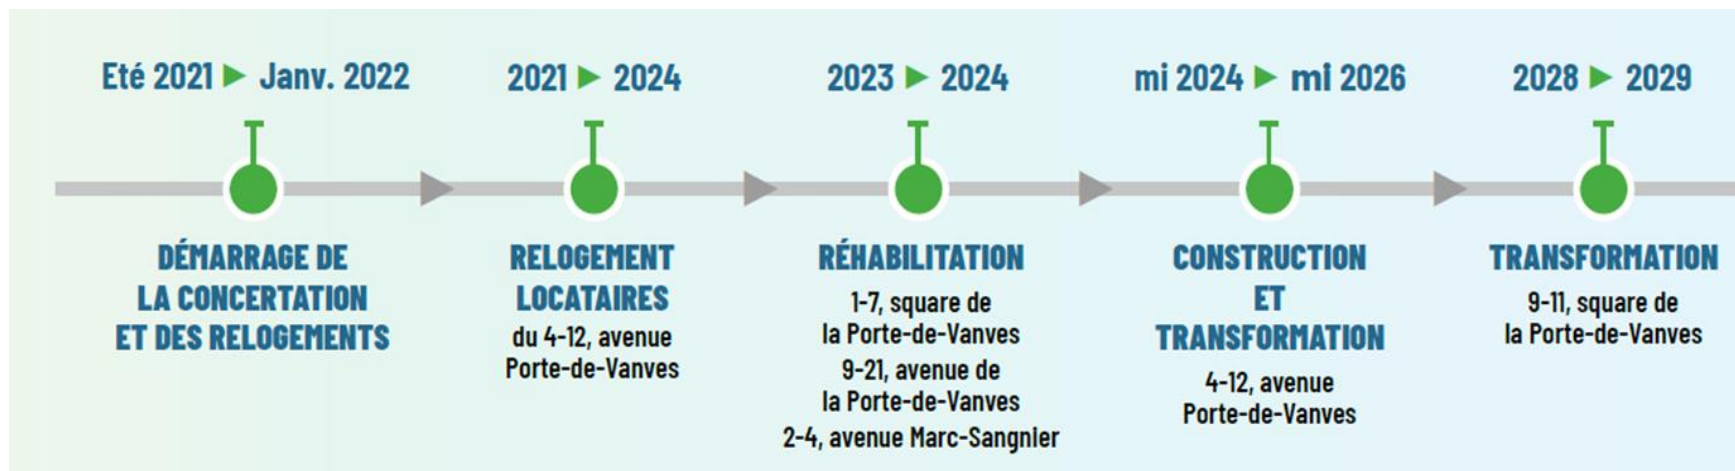 Eté 2021 ▶ Janv. 2022
DÉMARRAGE DE
LA CONCERTATION
ET DES RELOGEMENTS
2021 ▶ 2024
RELOGEMENT
LOCATAIRES
du 4-12, avenue
Porte-de-Vanves
2023 ▶ 2024
RÉHABILITATION
1-7, square de
la Porte-de-Vanves
9-21, avenue de
la Porte-de-Vanves
2-4, avenue Marc-Sangnier
mi 2024 ▶ mi 2026
CONSTRUCTION
ET
TRANSFORMATION
4-12, avenue
Porte-de-Vanves
2028 ▶ 2029
TRANSFORMATION
9-11, square de
la Porte-de-Vanves